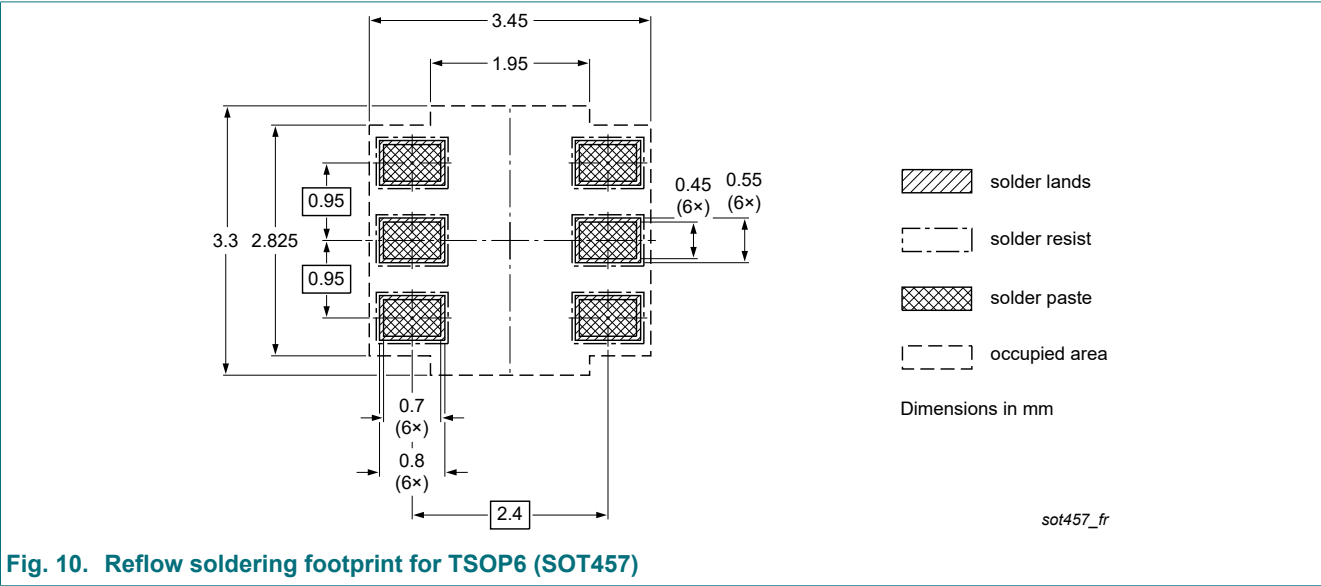 3.45
1.95
0.95
0.45
(6×)
0.55
(6×)
3.3
2.825
0.95
0.7
(6×)
0.8
(6×)
2.4
solder lands
solder resist
solder paste
occupied area
Dimensions in mm
sot457_fr
Fig. 10. Reflow soldering footprint for TSOP6 (SOT457)